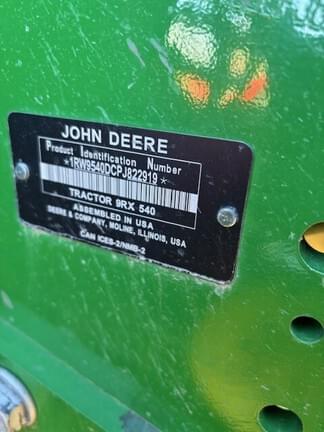 JOHN DEERE
Product Identification Number
*1RW9540DCPJ822919*
TRACTOR 9RX 540
ASSEMBLED IN USA
DEERE & COMPANY, MOLINE, ILLINOIS, USA
CAN ICES-2/NMB-2